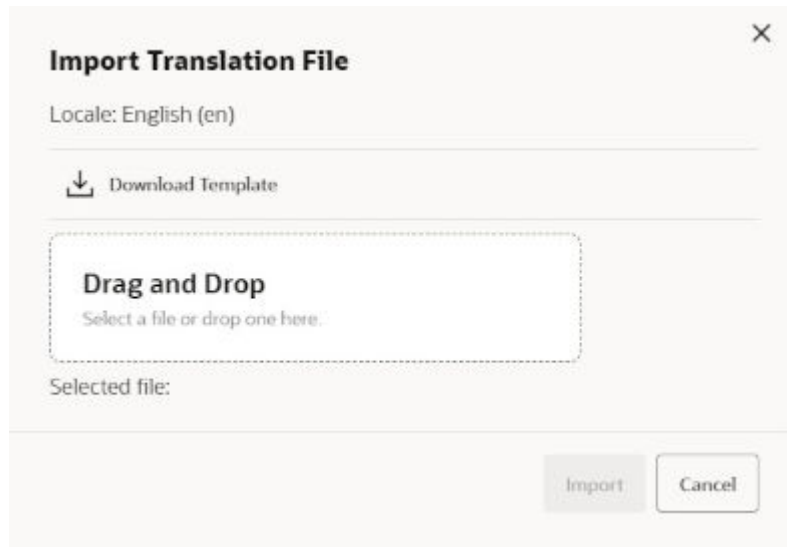 Import Translation File
Locale: English (en)
Download Template
Drag and Drop
Select a file or drop one here.
Selected file:
Import
Cancel